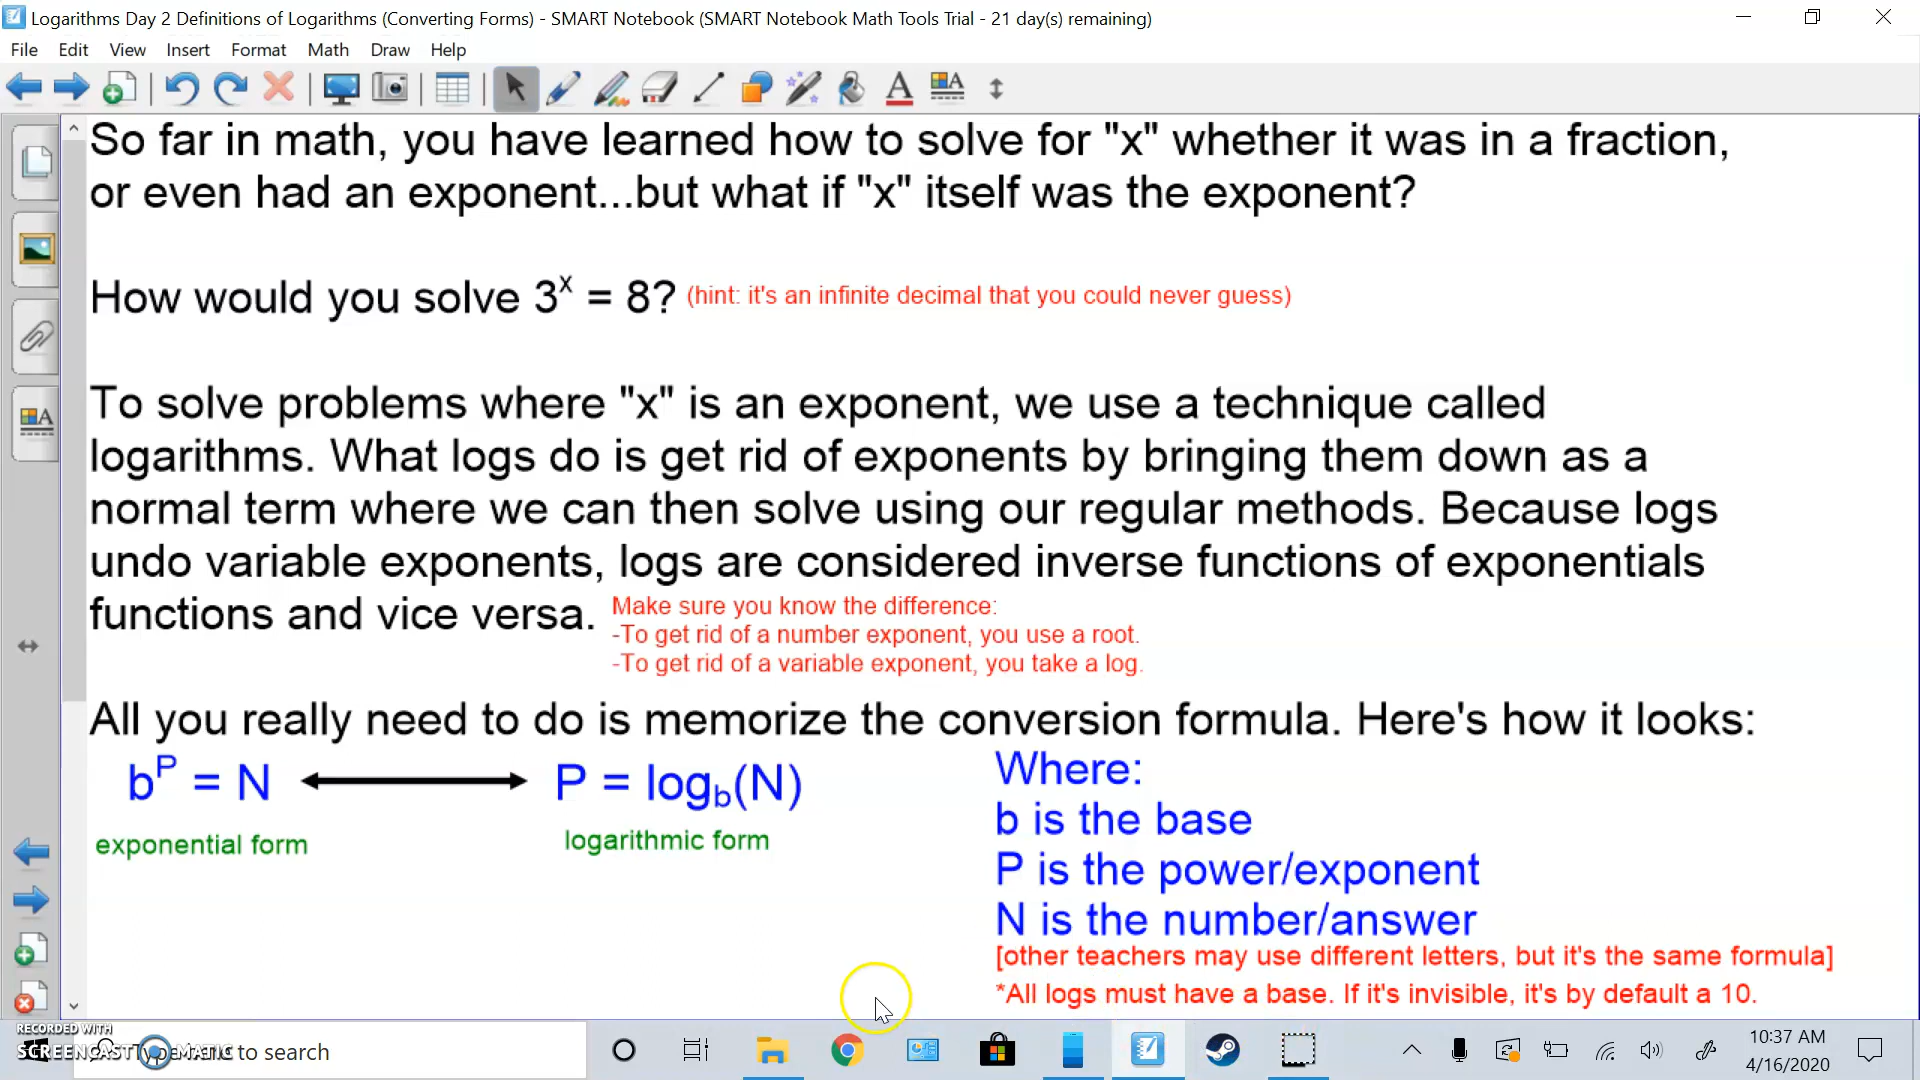 Logarithms Day 2 Definitions of Logarithms (Converting Forms) - SMART Notebook (SMART Notebook Math Tools Trial - 21 day(s) remaining)
File Edit View Insert Format Math Draw Help
So far in math, you have learned how to solve for "x" whether it was in a fraction,
or even had an exponent...but what if "x" itself was the exponent?
How would you solve 3ˣ = 8? (hint: it's an infinite decimal that you could never guess)
To solve problems where "x" is an exponent, we use a technique called
logarithms. What logs do is get rid of exponents by bringing them down as a
normal term where we can then solve using our regular methods. Because logs
undo variable exponents, logs are considered inverse functions of exponentials
functions and vice versa.
Make sure you know the difference:
-To get rid of a number exponent, you use a root.
-To get rid of a variable exponent, you take a log.
All you really need to do is memorize the conversion formula. Here's how it looks:
bᴾ = N P = log_b(N)
exponential form logarithmic form
Where:
b is the base
P is the power/exponent
N is the number/answer
[other teachers may use different letters, but it's the same formula]
*All logs must have a base. If it's invisible, it's by default a 10.
RECORDED WITH
SCREENCAST MATIC
to search
10:37 AM
4/16/2020